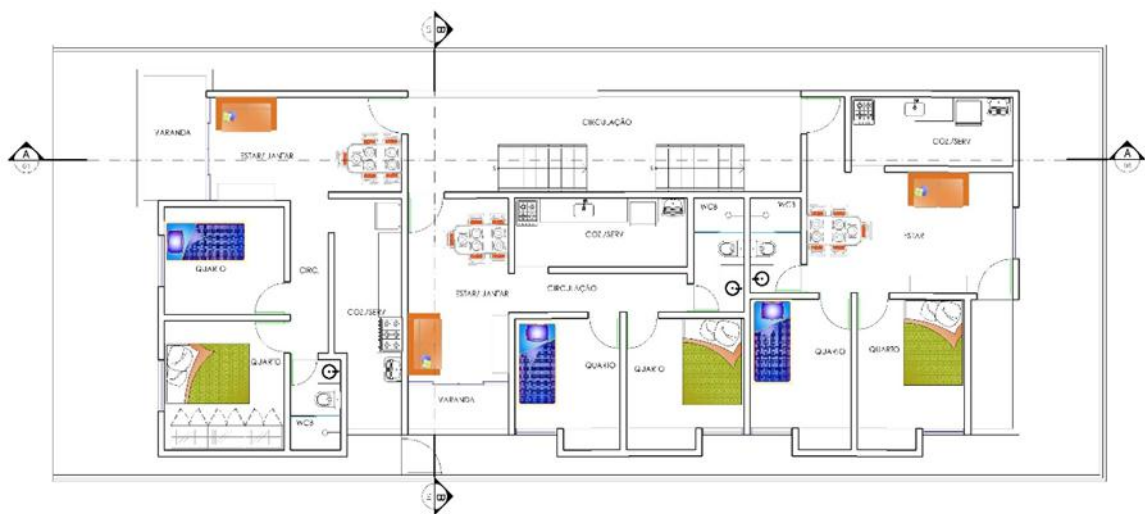 B
VARANDA
CIRCULAÇÃO
A
COZ./SERV
A
ESTAR/ JANTAR
S
S
WCB
WCB
COZ./SERV
QUARTO
CIRC.
CIRCULAÇÃO
ESTAR/ JANTAR
COZ./SERV
QUARTO
QUARTO
QUARTO
QUARTO
QUARTO
VARANDA
WCB
B